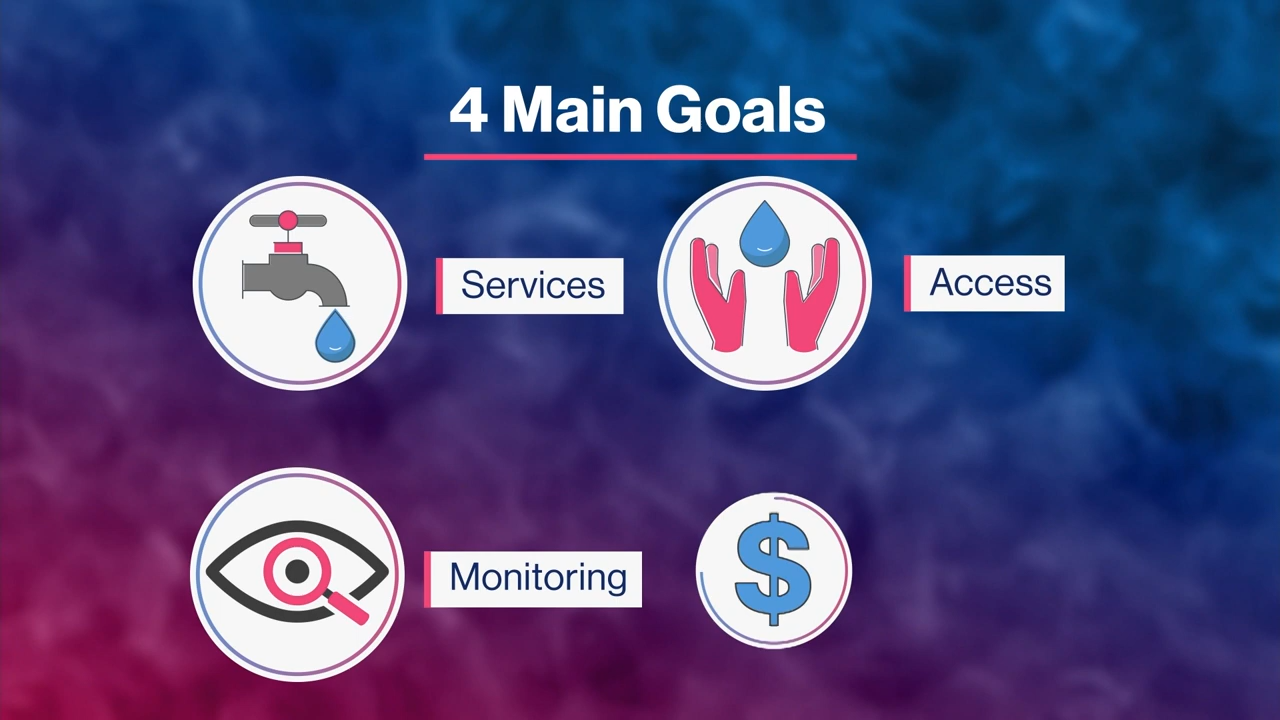 4 Main Goals
Services
Access
Monitoring
$